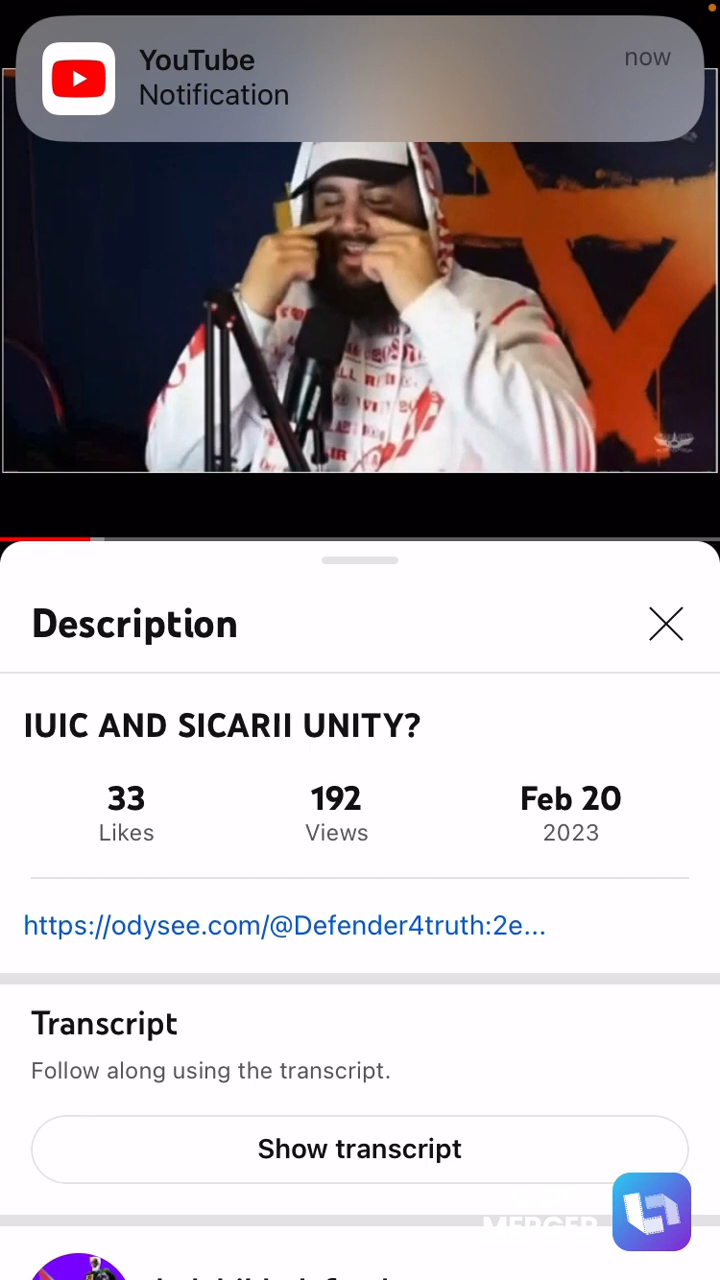 YouTube
now
Notification
Description
IUIC AND SICARII UNITY?
33
192
Feb 20
Likes
Views
2023
https://odysee.com/@Defender4truth:2e...
Transcript
Follow along using the transcript.
Show transcript
MERGER